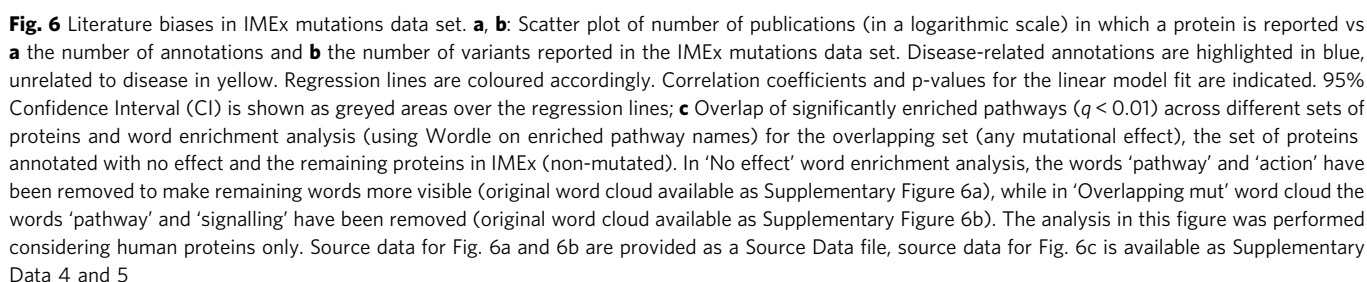 Fig. 6 Literature biases in IMEx mutations data set. a, b: Scatter plot of number of publications (in a logarithmic scale) in which a protein is reported vs
a the number of annotations and b the number of variants reported in the IMEx mutations data set. Disease-related annotations are highlighted in blue,
unrelated to disease in yellow. Regression lines are coloured accordingly. Correlation coefficients and p-values for the linear model fit are indicated. 95%
Confidence Interval (CI) is shown as greyed areas over the regression lines; c Overlap of significantly enriched pathways (q < 0.01) across different sets of
proteins and word enrichment analysis (using Wordle on enriched pathway names) for the overlapping set (any mutational effect), the set of proteins
annotated with no effect and the remaining proteins in IMEx (non-mutated). In 'No effect' word enrichment analysis, the words 'pathway' and 'action' have
been removed to make remaining words more visible (original word cloud available as Supplementary Figure 6a), while in 'Overlapping mut' word cloud the
words 'pathway' and 'signalling' have been removed (original word cloud available as Supplementary Figure 6b). The analysis in this figure was performed
considering human proteins only. Source data for Fig. 6a and 6b are provided as a Source Data file, source data for Fig. 6c is available as Supplementary
Data 4 and 5